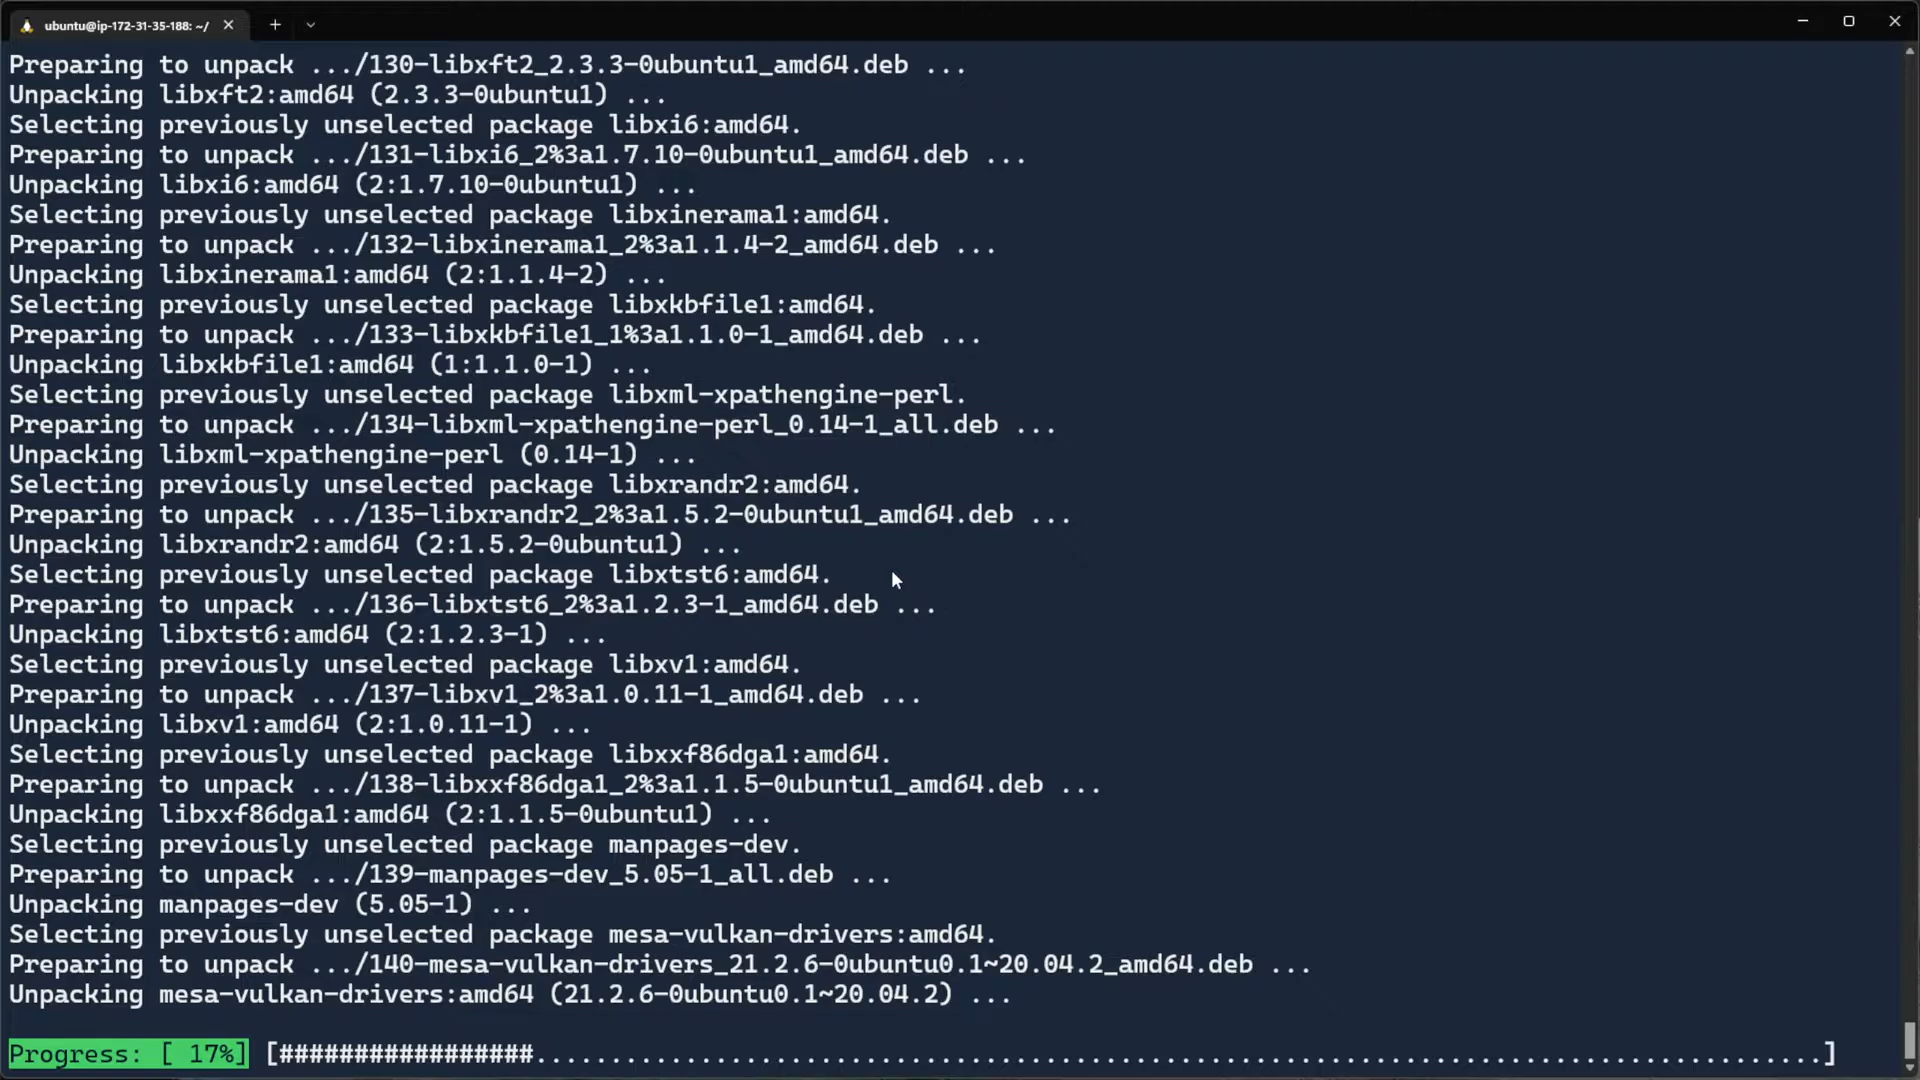 ubuntu@ip-172-31-35-188: ~/
Preparing to unpack .../130-libxft2_2.3.3-0ubuntu1_amd64.deb ...
Unpacking libxft2:amd64 (2.3.3-0ubuntu1) ...
Selecting previously unselected package libxi6:amd64.
Preparing to unpack .../131-libxi6_2%3a1.7.10-0ubuntu1_amd64.deb ...
Unpacking libxi6:amd64 (2:1.7.10-0ubuntu1) ...
Selecting previously unselected package libxinerama1:amd64.
Preparing to unpack .../132-libxinerama1_2%3a1.1.4-2_amd64.deb ...
Unpacking libxinerama1:amd64 (2:1.1.4-2) ...
Selecting previously unselected package libxkbfile1:amd64.
Preparing to unpack .../133-libxkbfile1_1%3a1.1.0-1_amd64.deb ...
Unpacking libxkbfile1:amd64 (1:1.1.0-1) ...
Selecting previously unselected package libxml-xpathengine-perl.
Preparing to unpack .../134-libxml-xpathengine-perl_0.14-1_all.deb ...
Unpacking libxml-xpathengine-perl (0.14-1) ...
Selecting previously unselected package libxrandr2:amd64.
Preparing to unpack .../135-libxrandr2_2%3a1.5.2-0ubuntu1_amd64.deb ...
Unpacking libxrandr2:amd64 (2:1.5.2-0ubuntu1) ...
Selecting previously unselected package libxtst6:amd64.
Preparing to unpack .../136-libxtst6_2%3a1.2.3-1_amd64.deb ...
Unpacking libxtst6:amd64 (2:1.2.3-1) ...
Selecting previously unselected package libxv1:amd64.
Preparing to unpack .../137-libxv1_2%3a1.0.11-1_amd64.deb ...
Unpacking libxv1:amd64 (2:1.0.11-1) ...
Selecting previously unselected package libxxf86dga1:amd64.
Preparing to unpack .../138-libxxf86dga1_2%3a1.1.5-0ubuntu1_amd64.deb ...
Unpacking libxxf86dga1:amd64 (2:1.1.5-0ubuntu1) ...
Selecting previously unselected package manpages-dev.
Preparing to unpack .../139-manpages-dev_5.05-1_all.deb ...
Unpacking manpages-dev (5.05-1) ...
Selecting previously unselected package mesa-vulkan-drivers:amd64.
Preparing to unpack .../140-mesa-vulkan-drivers_21.2.6-0ubuntu0.1~20.04.2_amd64.deb ...
Unpacking mesa-vulkan-drivers:amd64 (21.2.6-0ubuntu0.1~20.04.2) ...
Progress: [ 17%] [#################......................................................................................]